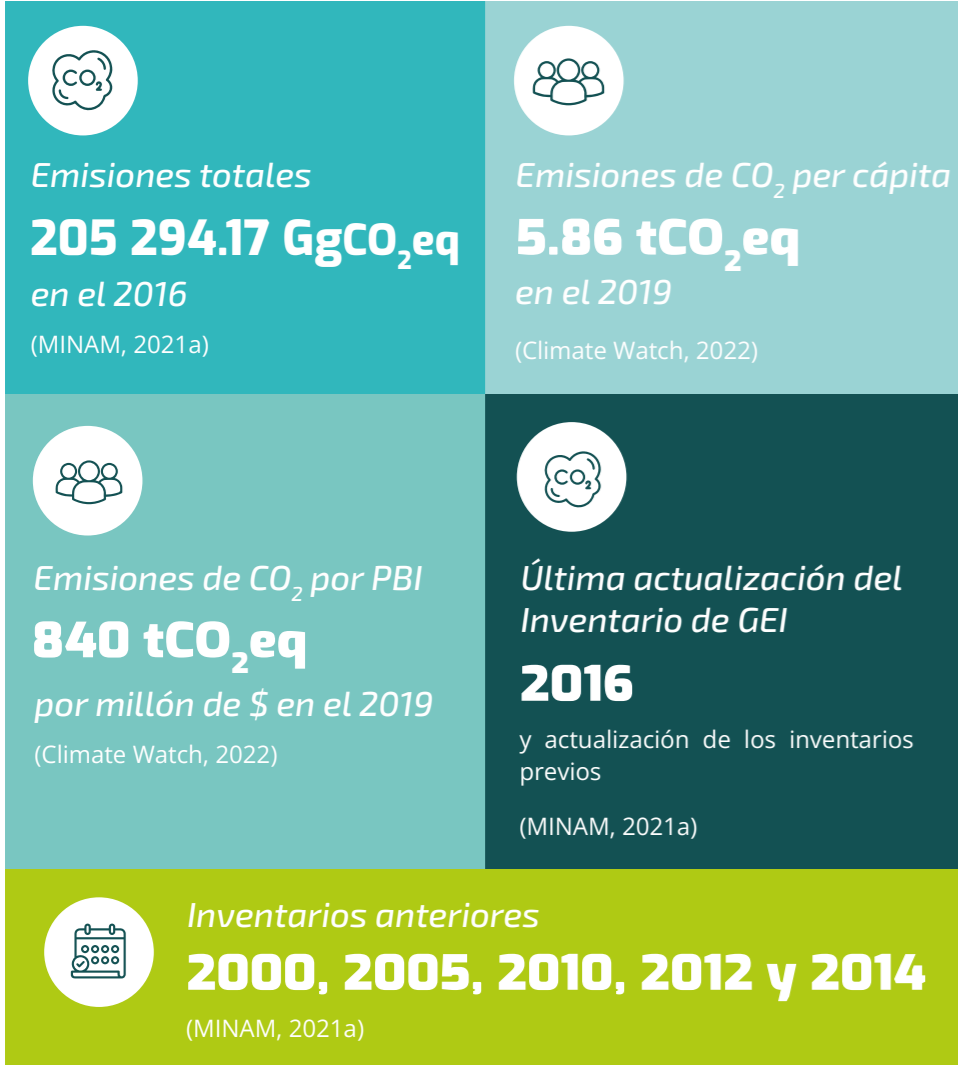 CO2
Emisiones totales
205 294.17 GgCO2eq
en el 2016
(MINAM, 2021a)
Emisiones de CO2 per cápita
5.86 tCO2eq
en el 2019
(Climate Watch, 2022)
Emisiones de CO2 por PBI
840 tCO2eq
por millón de $ en el 2019
(Climate Watch, 2022)
CO2
Última actualización del
Inventario de GEI
2016
y actualización de los inventarios
previos
(MINAM, 2021a)
Inventarios anteriores
2000, 2005, 2010, 2012 y 2014
(MINAM, 2021a)